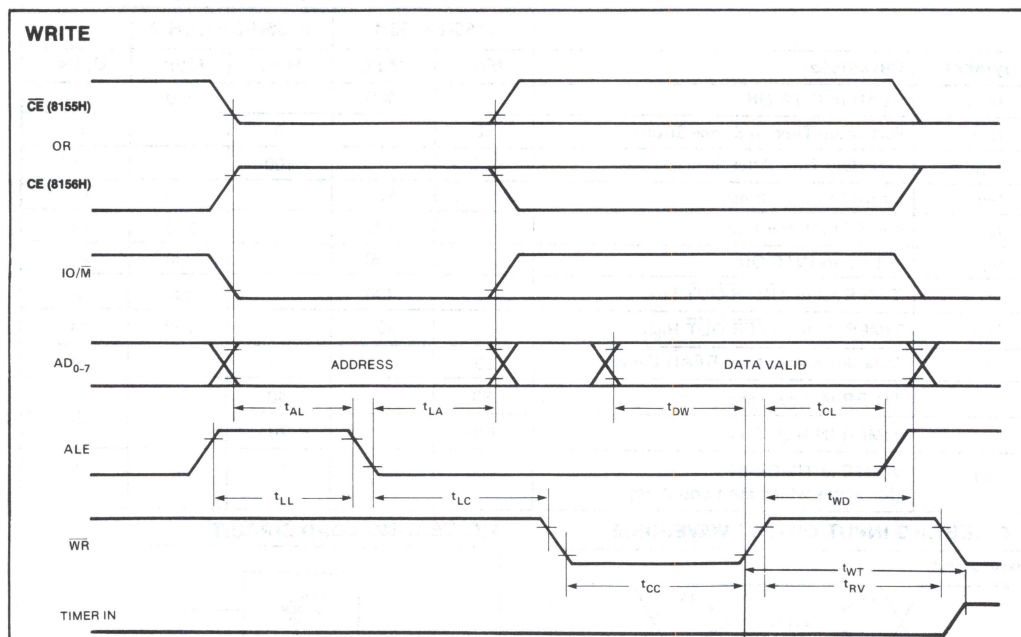 WRITE
CE (8155H)
OR
CE (8156H)
IO/M
AD0–7
ADDRESS
DATA VALID
tAL
tLA
tDW
tCL
ALE
tLL
tLC
tWD
WR
tWT
tCC
tRV
TIMER IN